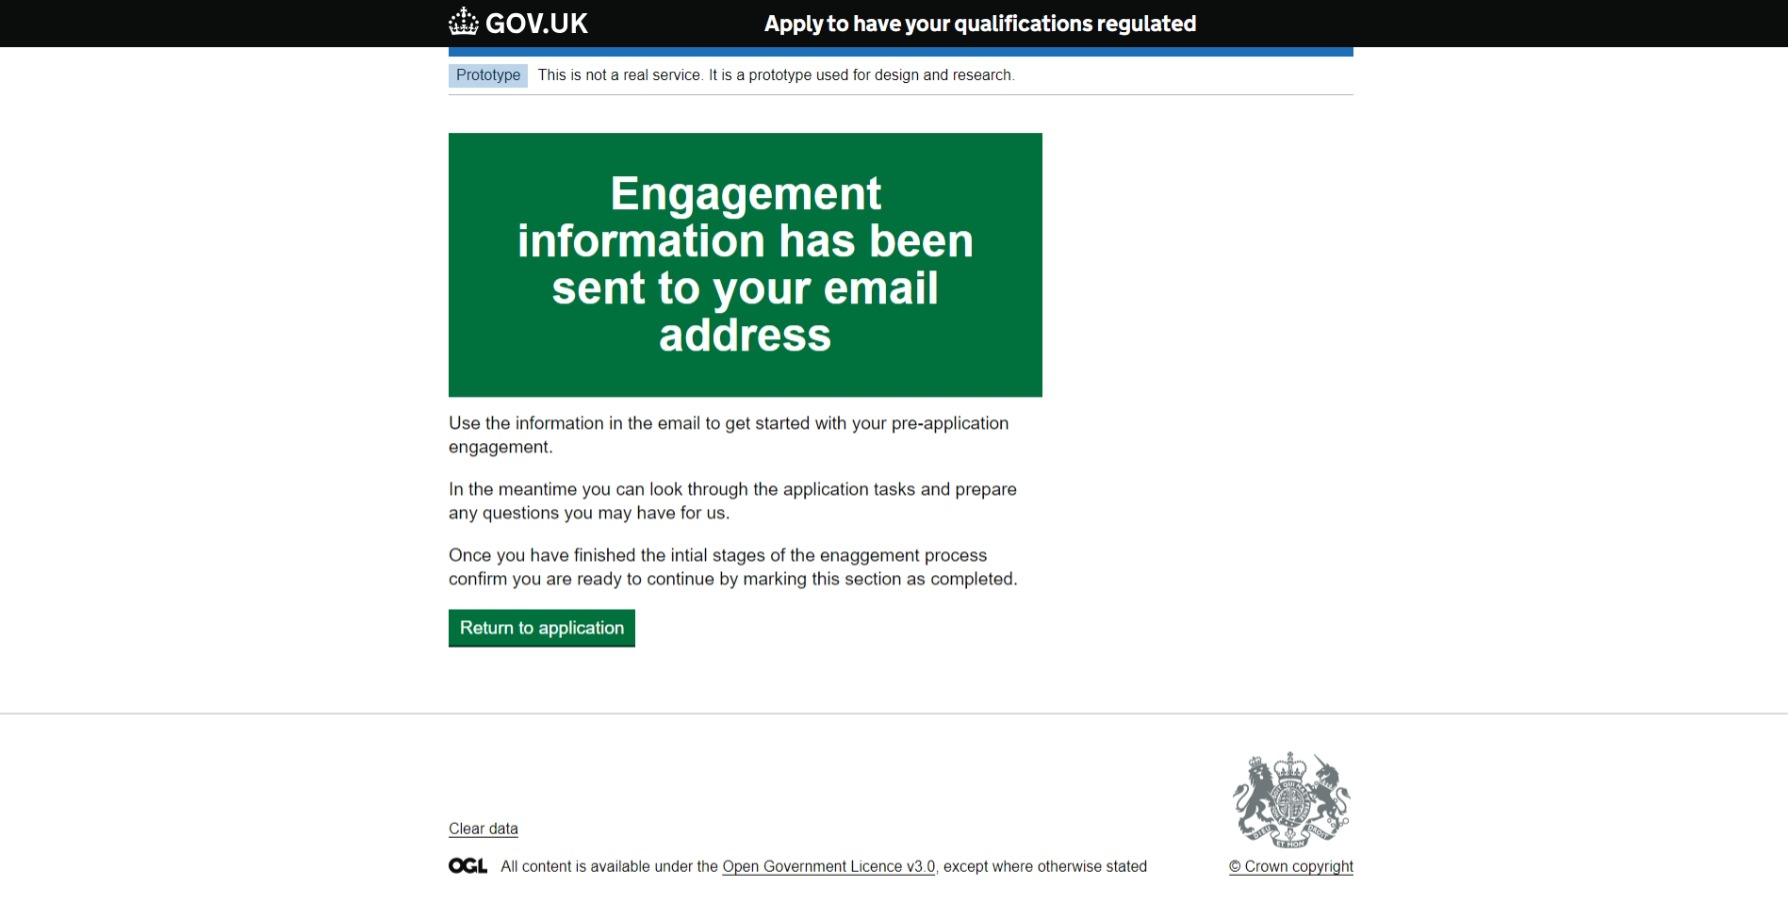 GOV.UK Apply to have your qualifications regulated
Prototype This is not a real service. It is a prototype used for design and research.
Engagement
information has been
sent to your email
address
Use the information in the email to get started with your pre-application
engagement.
In the meantime you can look through the application tasks and prepare
any questions you may have for us.
Once you have finished the intial stages of the enaggement process
confirm you are ready to continue by marking this section as completed.
Return to application
Clear data
OGL All content is available under the Open Government Licence v3.0, except where otherwise stated
© Crown copyright